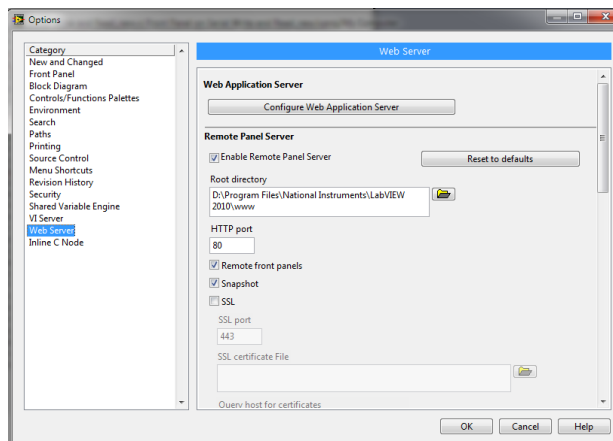 Options
Category
New and Changed
Front Panel
Block Diagram
Controls/Functions Palettes
Environment
Search
Paths
Printing
Source Control
Menu Shortcuts
Revision History
Security
Shared Variable Engine
VI Server
Web Server
Inline C Node
Web Server
Web Application Server
Configure Web Application Server
Remote Panel Server
Enable Remote Panel Server
Reset to defaults
Root directory
D:\Program Files\National Instruments\LabVIEW
2010\www
HTTP port
80
Remote front panels
Snapshot
SSL
SSL port
443
SSL certificate File
Query host for certificates
OK
Cancel
Help